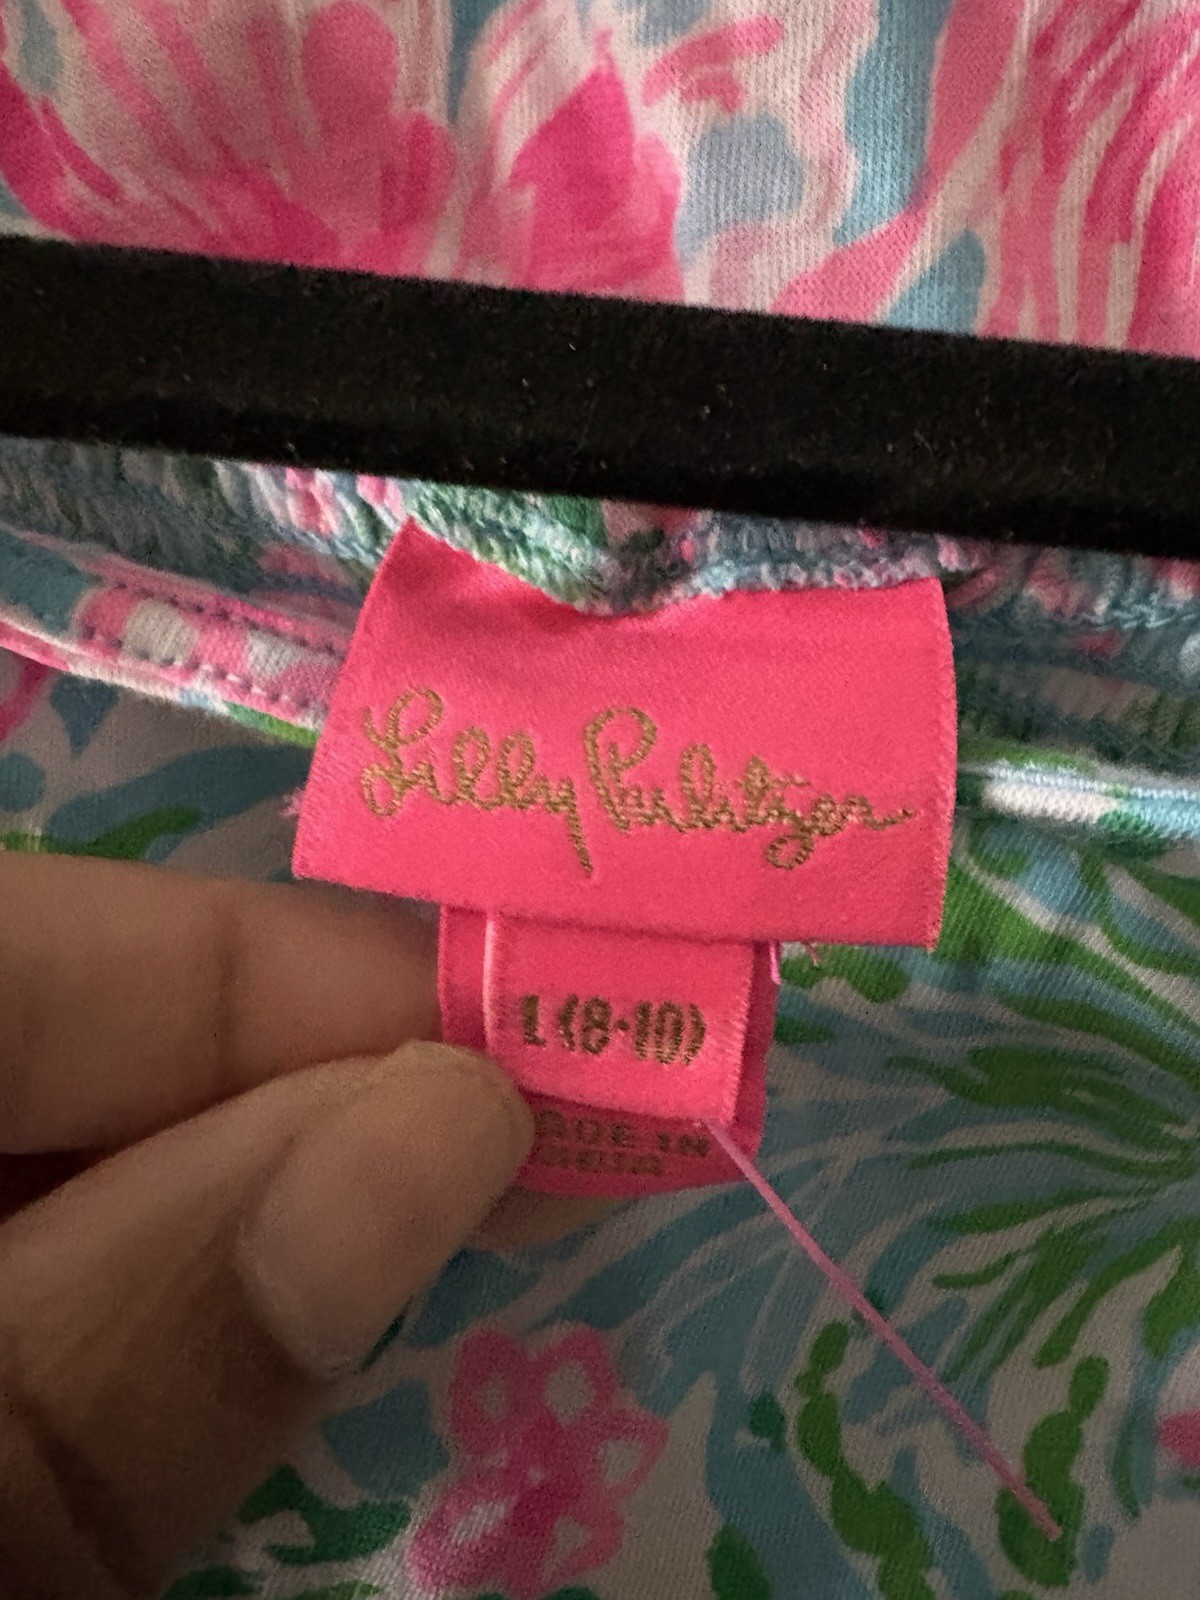 Lilly Pulitzer
L (8-10)
MADE IN